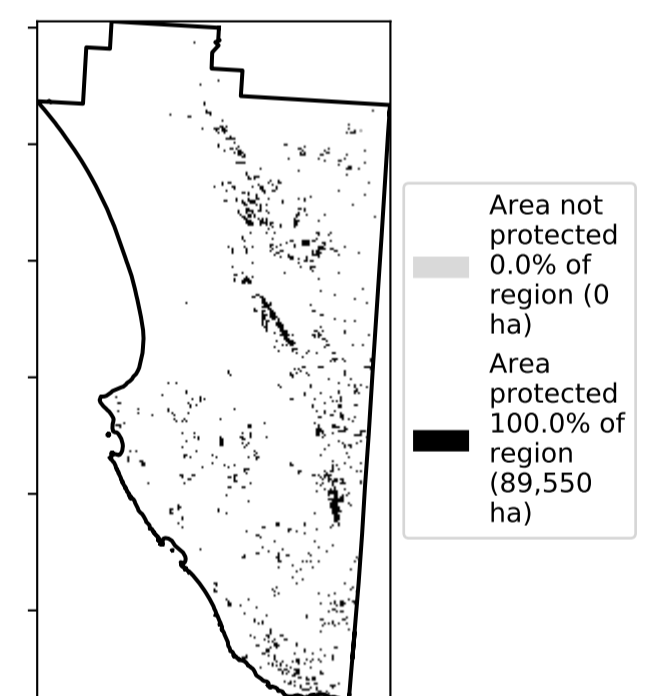 Area not
protected
0.0% of
region (0
ha)
Area
protected
100.0% of
region
(89,550
ha)